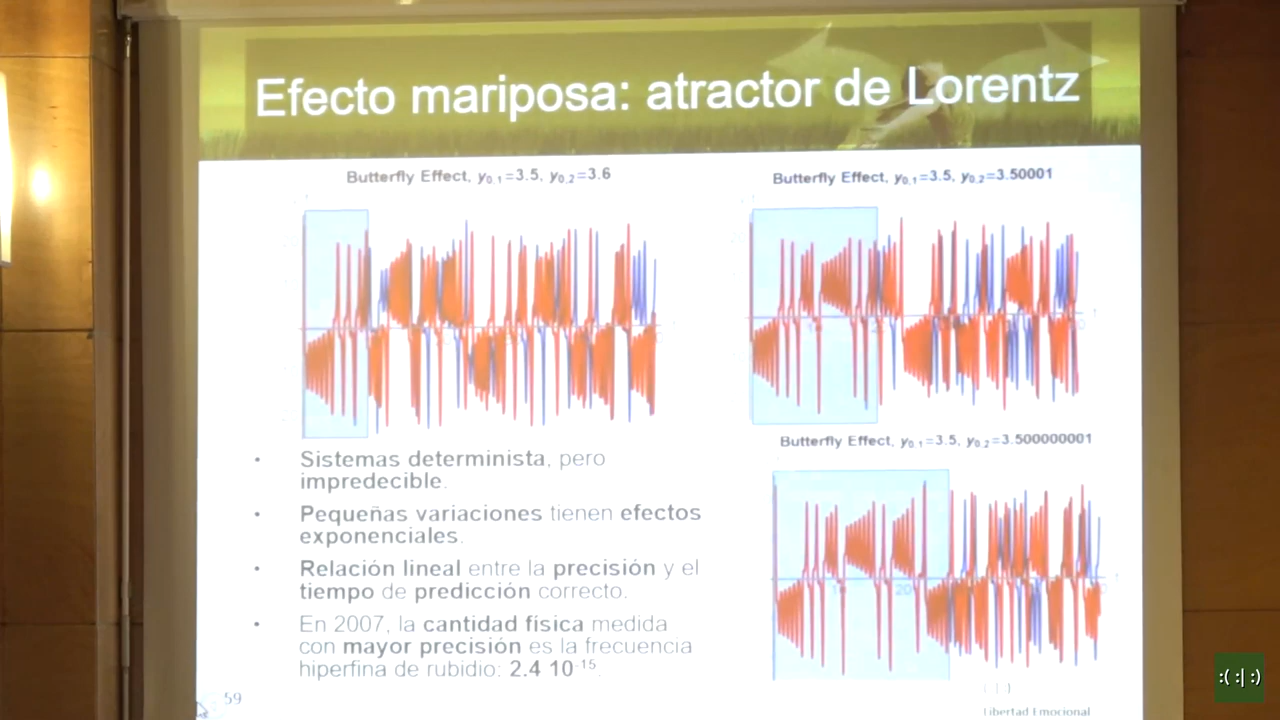 Efecto mariposa: atractor de Lorentz
Butterfly Effect, y0,1=3.5, y0,2=3.6
Butterfly Effect, y0,1=3.5, y0,2=3.50001
Butterfly Effect, y0,1=3.5, y0,2=3.500000001
• Sistemas determinista, pero
impredecible.
• Pequeñas variaciones tienen efectos
exponenciales.
• Relación lineal entre la precisión y el
tiempo de predicción correcto.
• En 2007, la cantidad física medida
con mayor precisión es la frecuencia
hiperfina de rubidio: 2.4 10-15.
20
59
Libertad Emocional
:( :| :)